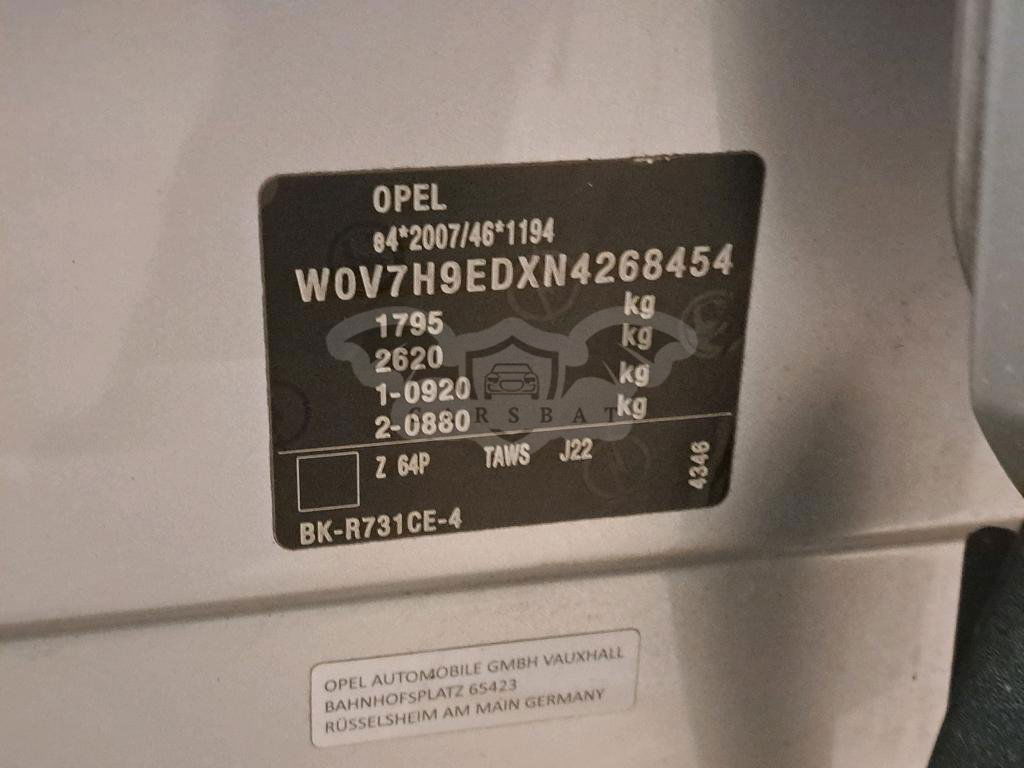 OPEL
e4*2007/46*1194
W0V7H9EDXN4268454
1795 kg
2620 kg
1-0920 kg
2-0880 kg
CARSBAT
Z 64P TAWS J22
4346
BK-R731CE-4
OPEL AUTOMOBILE GMBH VAUXHALL
BAHNHOFSPLATZ 65423
RÜSSELSHEIM AM MAIN GERMANY